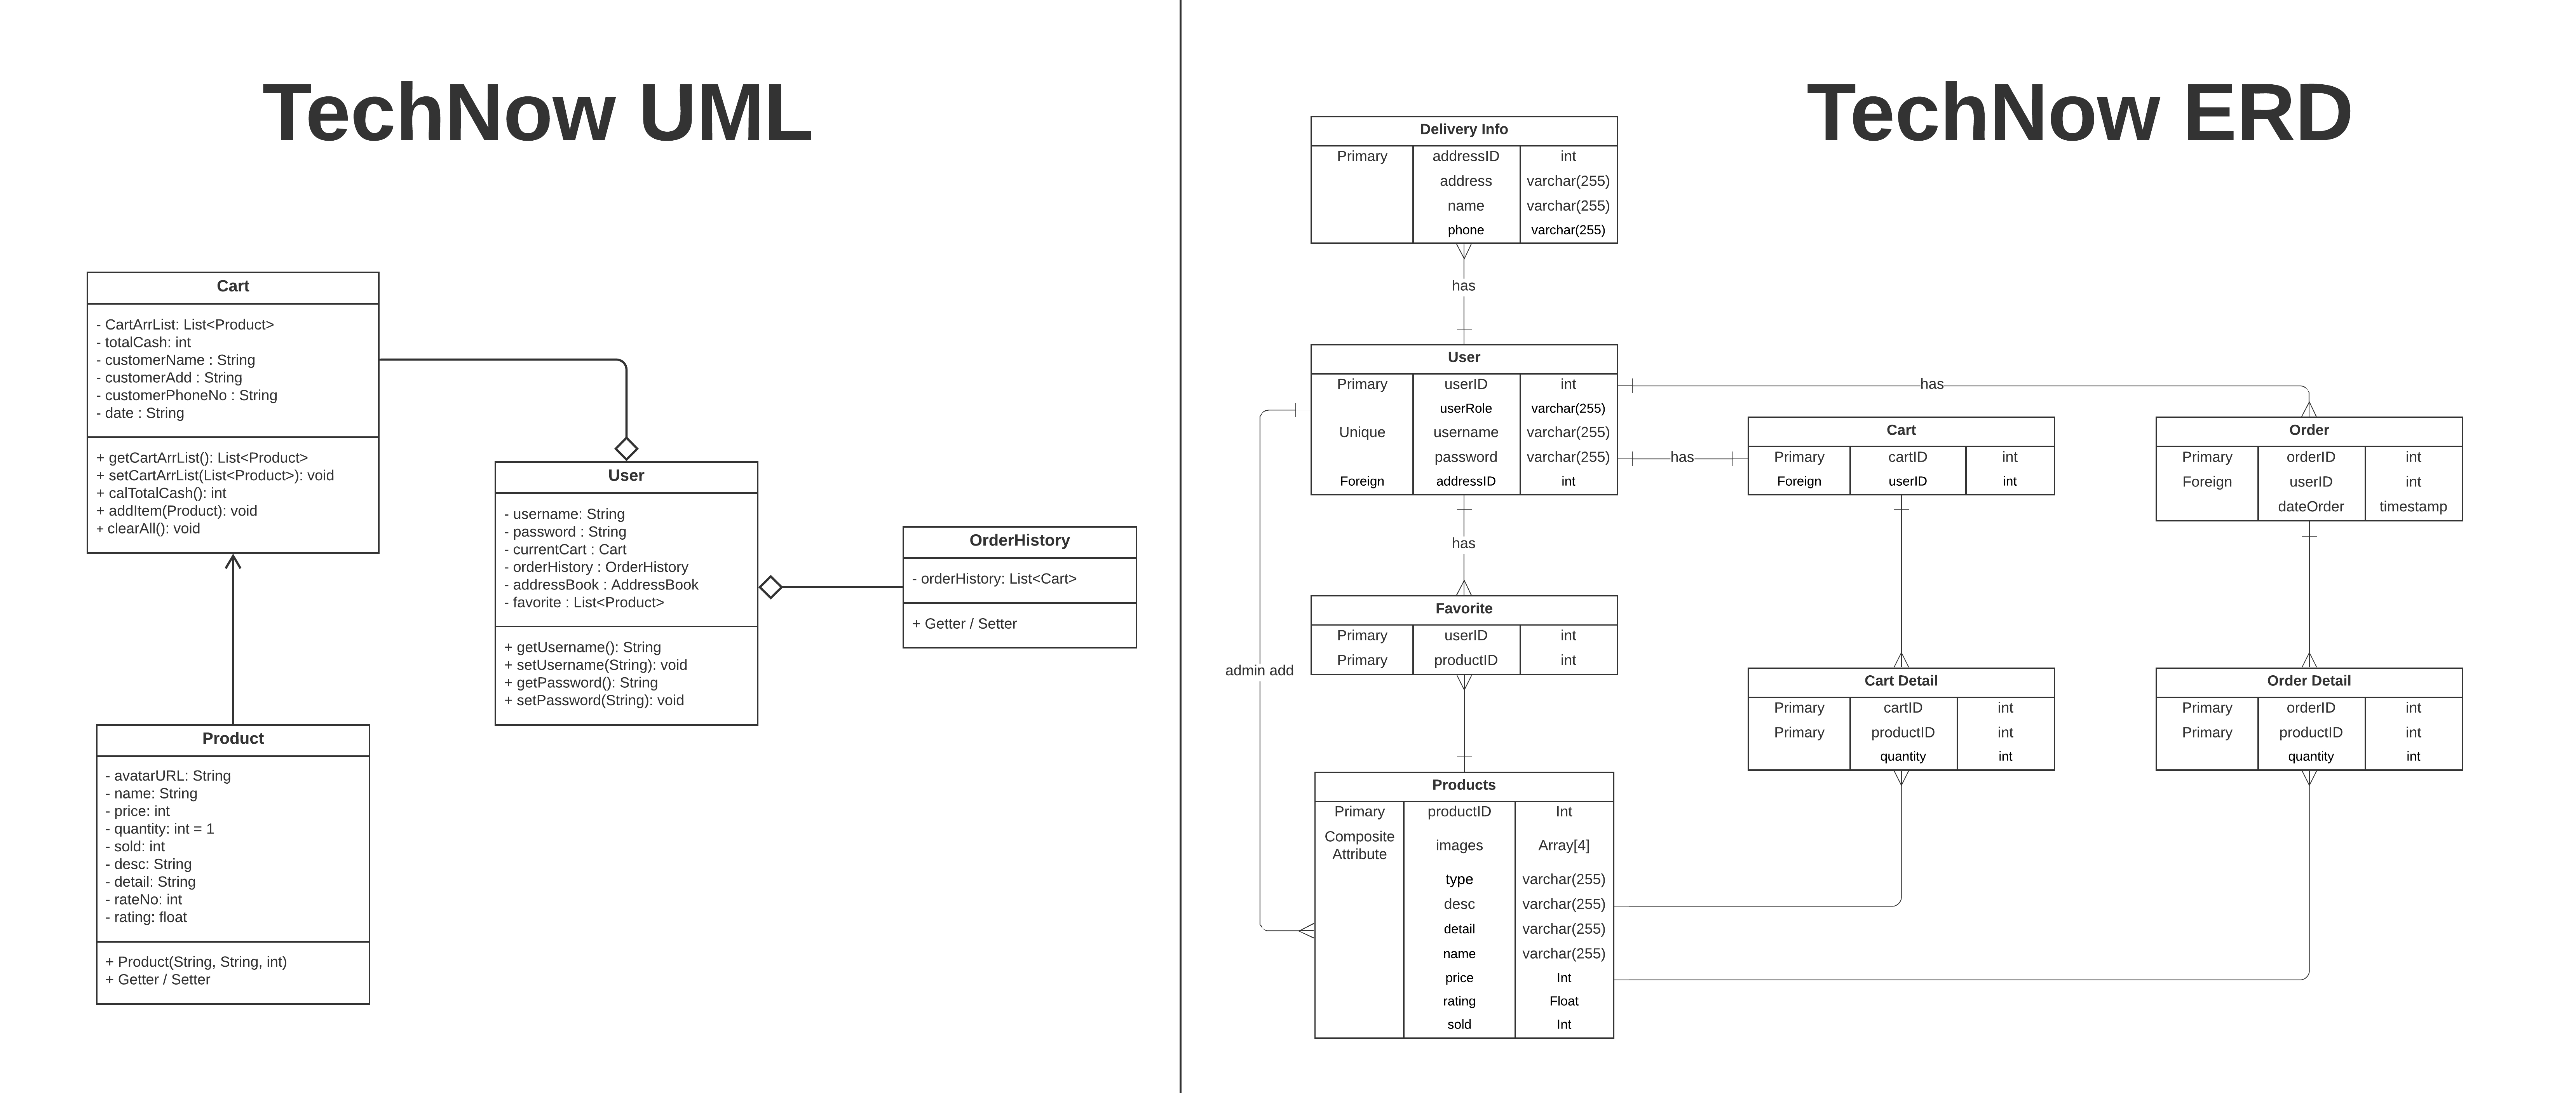 TechNow UML
Cart
- CartArrList: List<Product>
- totalCash: int
- customerName : String
- customerAdd : String
- customerPhoneNo : String
- date : String
+ getCartArrList(): List<Product>
+ setCartArrList(List<Product>): void
+ calTotalCash(): int
+ addItem(Product): void
+ clearAll(): void
User
- username: String
- password : String
- currentCart : Cart
- orderHistory : OrderHistory
- addressBook : AddressBook
- favorite : List<Product>
+ getUsername(): String
+ setUsername(String): void
+ getPassword(): String
+ setPassword(String): void
OrderHistory
- orderHistory: List<Cart>
+ Getter / Setter
Product
- avatarURL: String
- name: String
- price: int
- quantity: int = 1
- sold: int
- desc: String
- detail: String
- rateNo: int
- rating: float
+ Product(String, String, int)
+ Getter / Setter
TechNow ERD
Delivery Info
Primary addressID int
address varchar(255)
name varchar(255)
phone varchar(255)
has
User
Primary userID int
userRole varchar(255)
Unique username varchar(255)
password varchar(255)
Foreign addressID int
has
has
Cart
Primary cartID int
Foreign userID int
Order
Primary orderID int
Foreign userID int
dateOrder timestamp
has
Favorite
Primary userID int
Primary productID int
admin add
Cart Detail
Primary cartID int
Primary productID int
quantity int
Order Detail
Primary orderID int
Primary productID int
quantity int
Products
Primary productID Int
Composite
Attribute images Array[4]
type varchar(255)
desc varchar(255)
detail varchar(255)
name varchar(255)
price Int
rating Float
sold Int